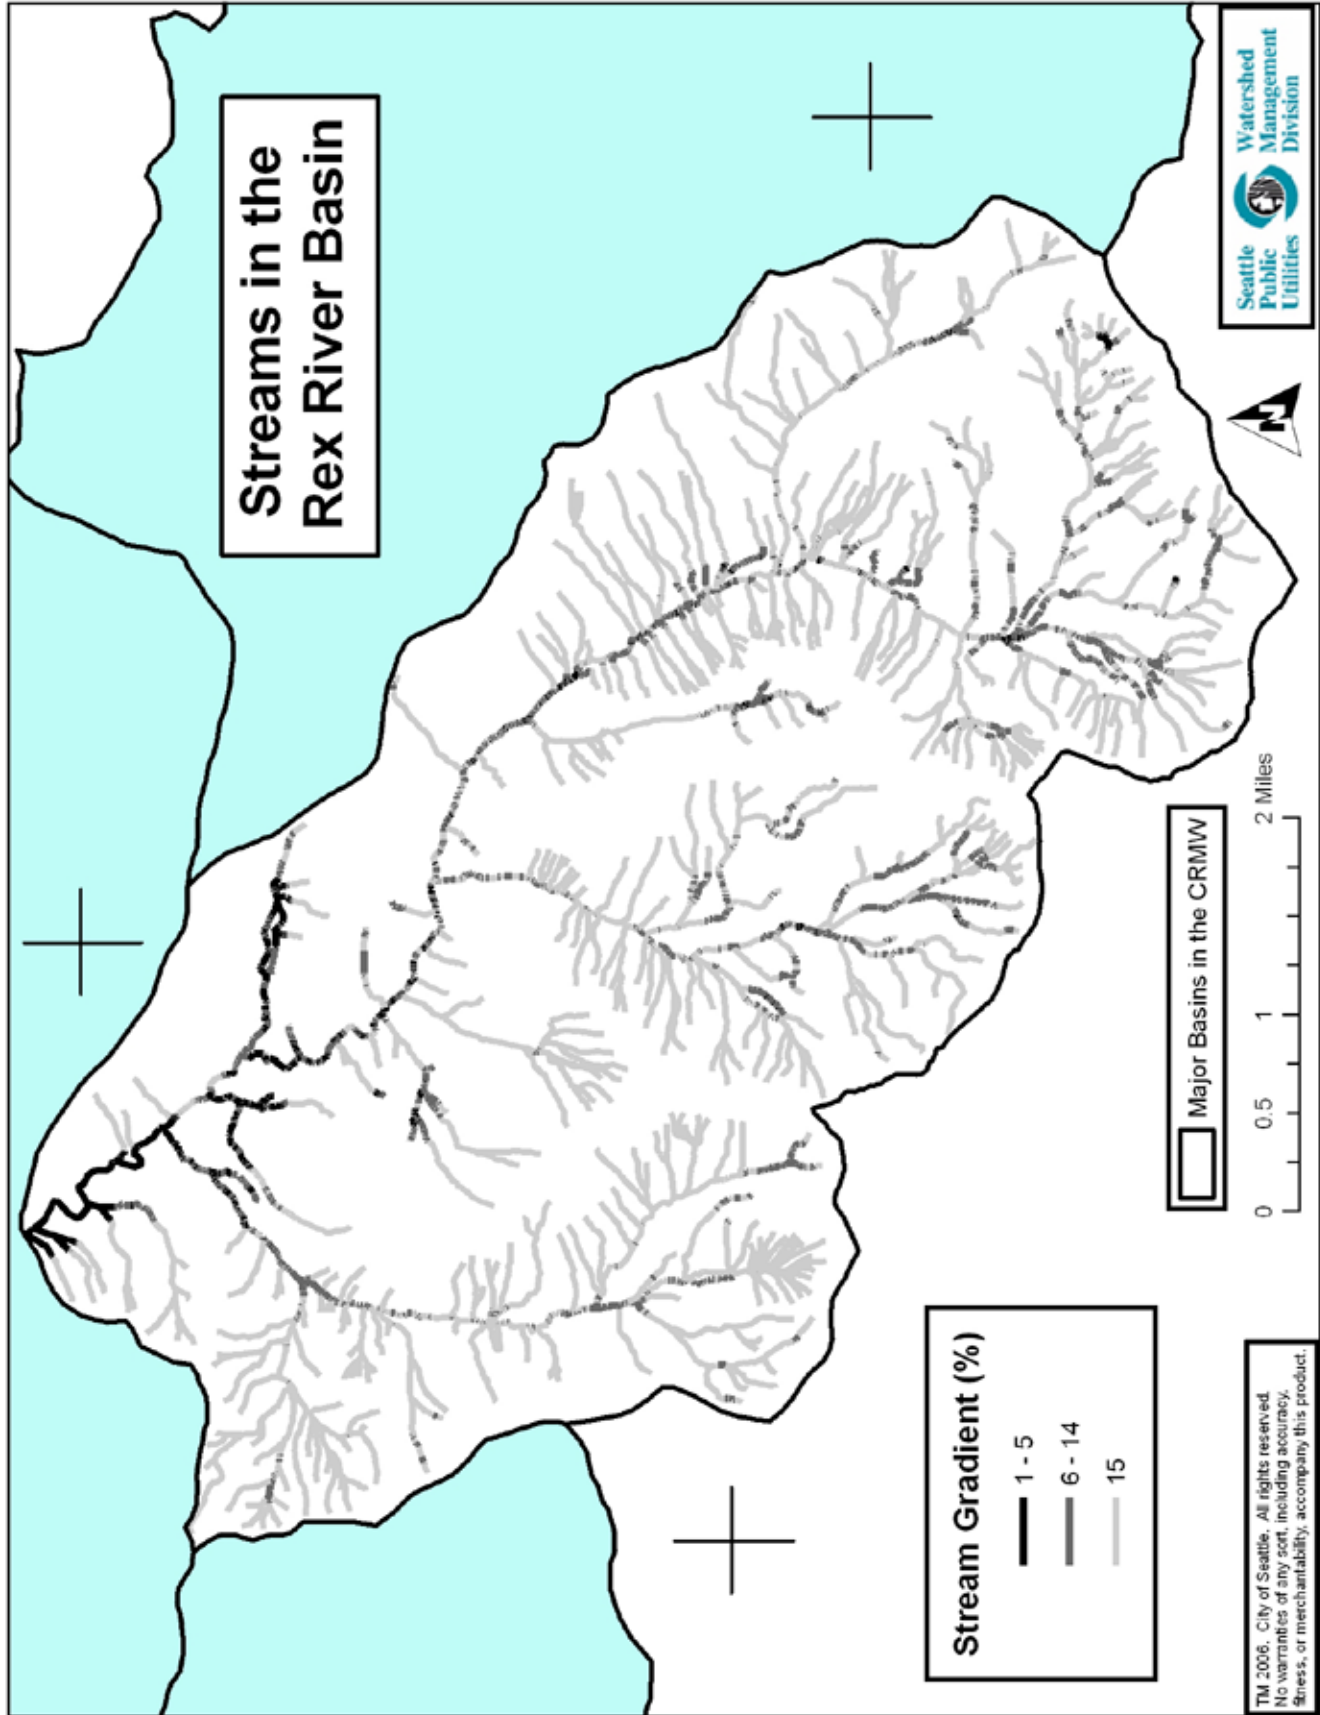 Streams in the
Rex River Basin
Stream Gradient (%)
1 - 5
6 - 14
15
Major Basins in the CRMW
0 0.5 1 2 Miles
N
Seattle
Public
Utilities
Watershed
Management
Division
TM 2006. City of Seattle. All rights reserved.
No warranties of any sort, including accuracy,
fitness, or merchantability, accompany this product.